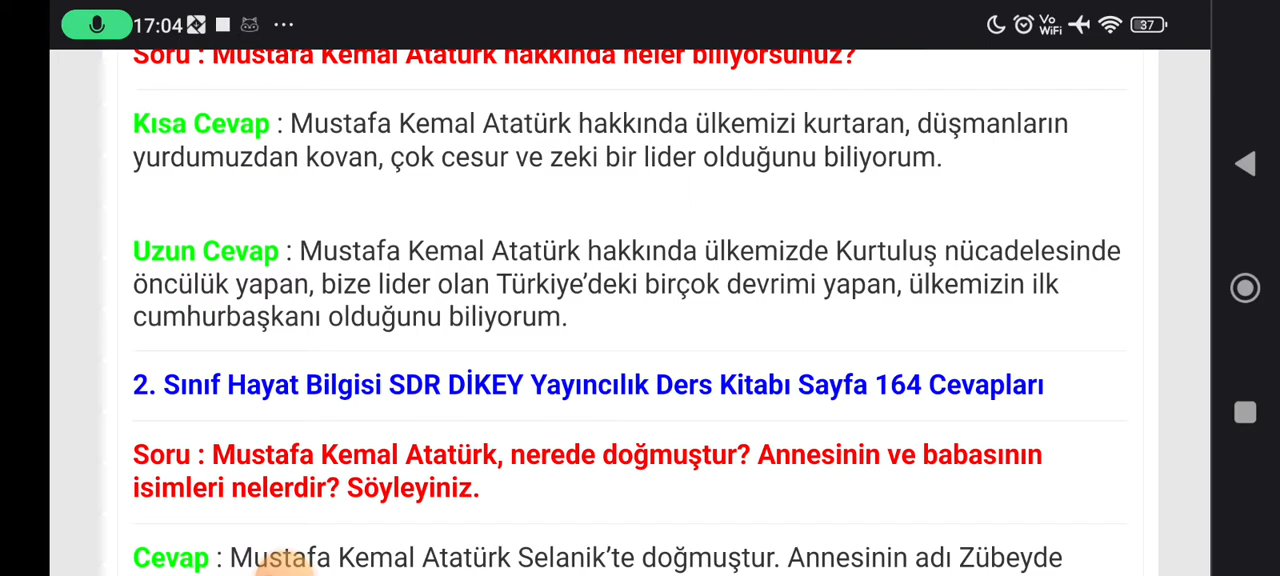 17:04
Vo
WiFi
37
Soru : Mustafa Kemal Atatürk hakkında neler biliyorsunuz?
Kısa Cevap : Mustafa Kemal Atatürk hakkında ülkemizi kurtaran, düşmanların
yurdumuzdan kovan, çok cesur ve zeki bir lider olduğunu biliyorum.
Uzun Cevap : Mustafa Kemal Atatürk hakkında ülkemizde Kurtuluş nücadelesinde
öncülük yapan, bize lider olan Türkiye’deki birçok devrimi yapan, ülkemizin ilk
cumhurbaşkanı olduğunu biliyorum.
2. Sınıf Hayat Bilgisi SDR DİKEY Yayıncılık Ders Kitabı Sayfa 164 Cevapları
Soru : Mustafa Kemal Atatürk, nerede doğmuştur? Annesinin ve babasının
isimleri nelerdir? Söyleyiniz.
Cevap : Mustafa Kemal Atatürk Selanik’te doğmuştur. Annesinin adı Zübeyde